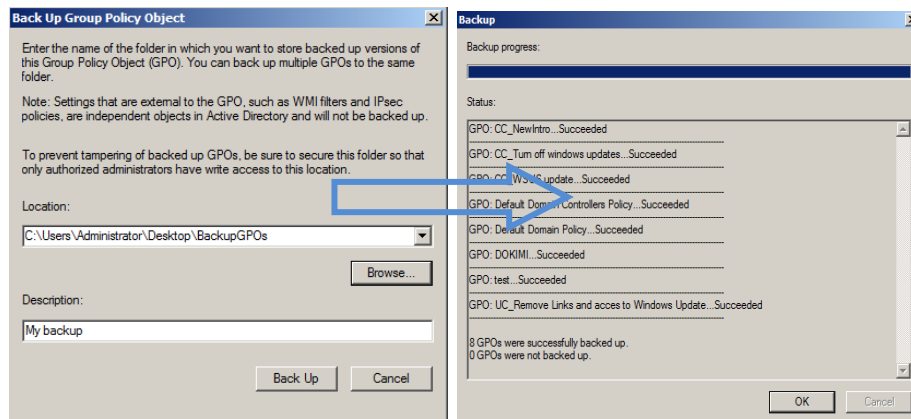 Back Up Group Policy Object
Enter the name of the folder in which you want to store backed up versions of
this Group Policy Object (GPO). You can back up multiple GPOs to the same
folder.
Note: Settings that are external to the GPO, such as WMI filters and IPsec
policies, are independent objects in Active Directory and will not be backed up.
To prevent tampering of backed up GPOs, be sure to secure this folder so that
only authorized administrators have write access to this location.
Location:
C:\Users\Administrator\Desktop\BackupGPOs
Browse...
Description:
My backup
Back Up
Cancel
Backup
Backup progress:
Status:
GPO: CC_NewIntro...Succeeded
GPO: CC_Turn off windows updates...Succeeded
GPO: CC_WSUS update...Succeeded
GPO: Default Domain Controllers Policy...Succeeded
GPO: Default Domain Policy...Succeeded
GPO: DOKIMI...Succeeded
GPO: test...Succeeded
GPO: UC_Remove Links and acces to Windows Update...Succeeded
8 GPOs were successfully backed up.
0 GPOs were not backed up.
OK
Cancel